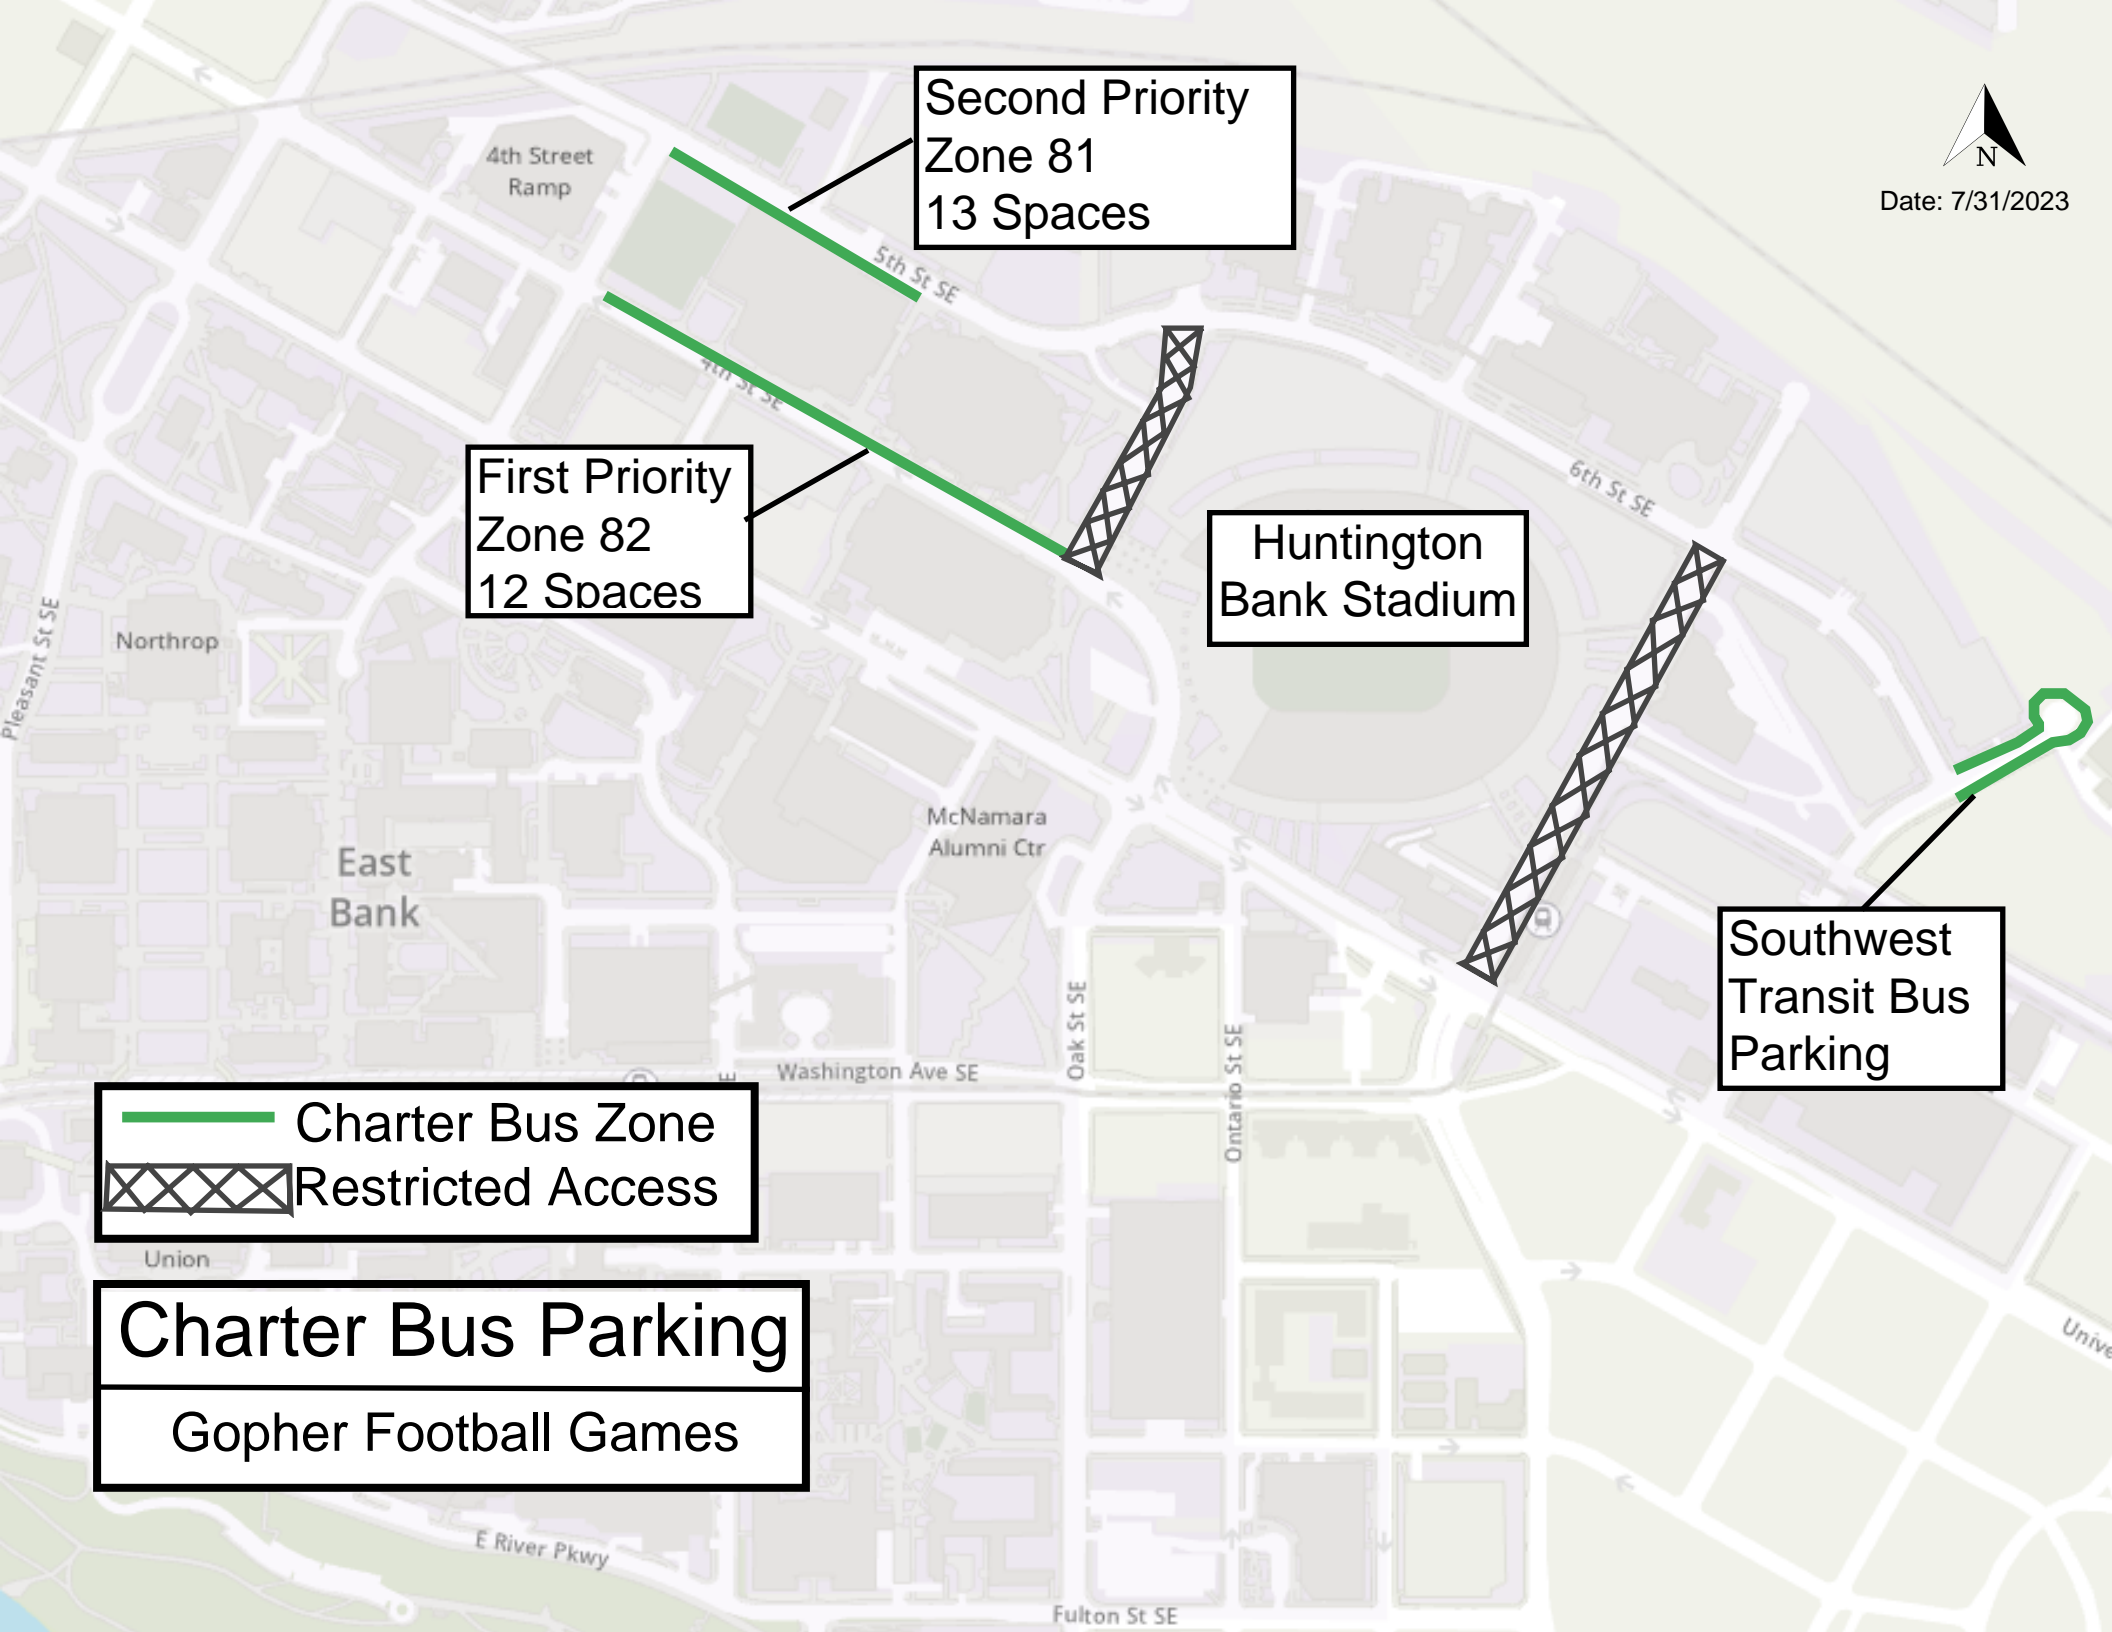 Second Priority
Zone 81
13 Spaces
N
Date: 7/31/2023
4th Street
Ramp
5th St SE
4th St SE
First Priority
Zone 82
12 Spaces
6th St SE
Huntington
Bank Stadium
Pleasant St SE
Northrop
McNamara
Alumni Ctr
East
Bank
Southwest
Transit Bus
Parking
Oak St SE
Ontario St SE
Washington Ave SE
E
Charter Bus Zone
Restricted Access
Union
Charter Bus Parking
Gopher Football Games
Unive
E River Pkwy
Fulton St SE